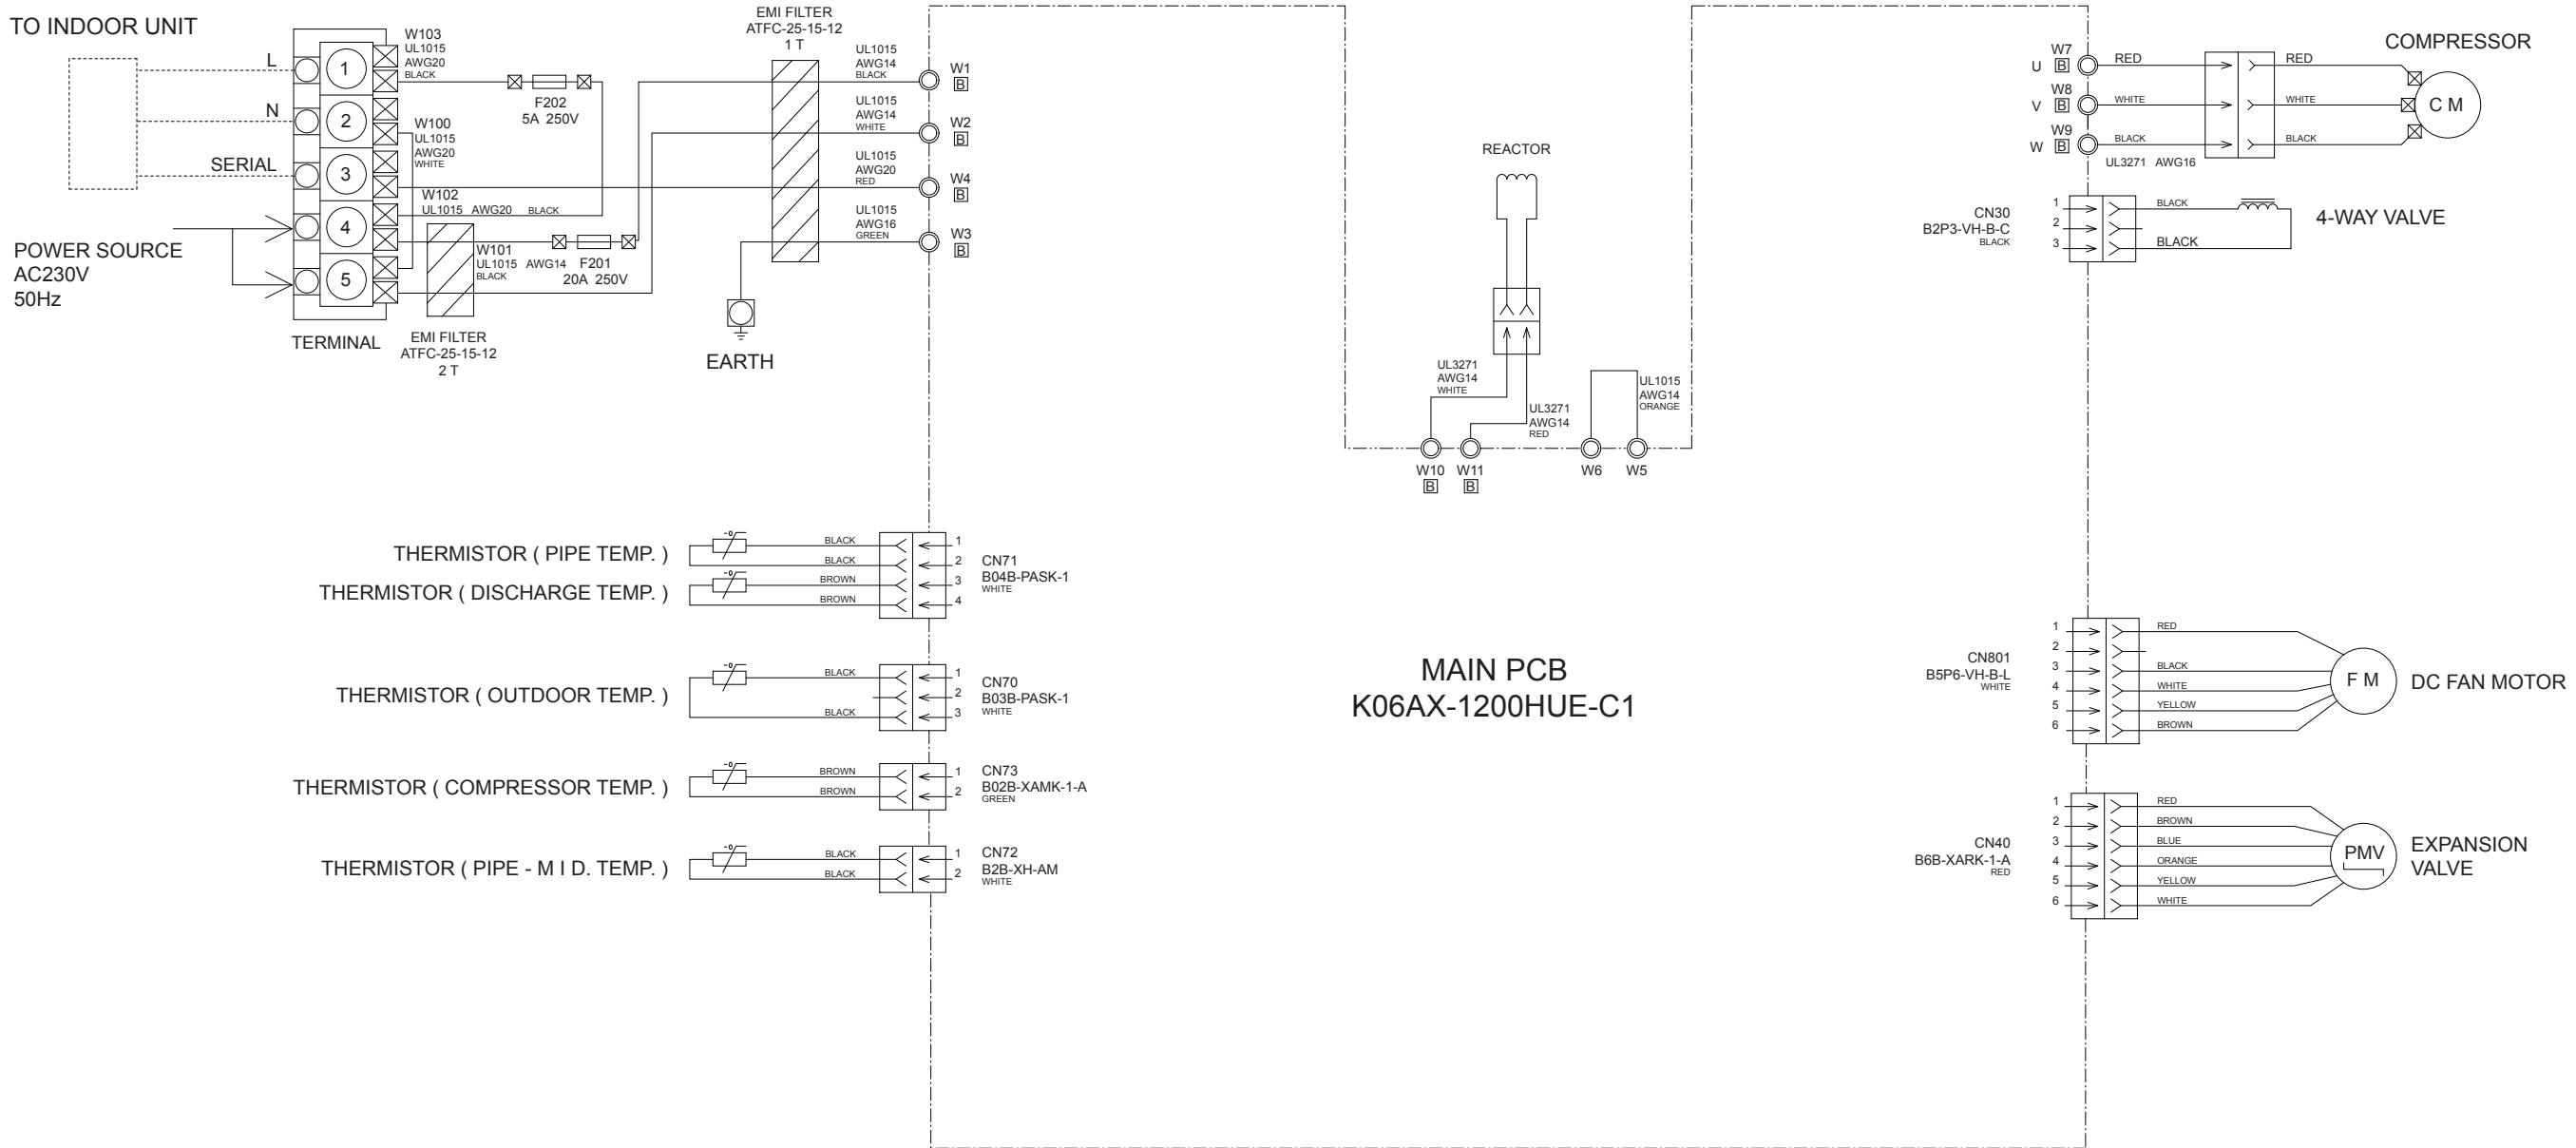 TO INDOOR UNIT
L
N
SERIAL
POWER SOURCE
AC230V
50Hz
1
2
3
4
5
TERMINAL
W103
UL1015
AWG20
BLACK
F202
5A 250V
W100
UL1015
AWG20
WHITE
W102
UL1015 AWG20 BLACK
W101
UL1015 AWG14
BLACK
F201
20A 250V
EMI FILTER
ATFC-25-15-12
2 T
EMI FILTER
ATFC-25-15-12
1 T
EARTH
UL1015
AWG14
BLACK
W1
B
UL1015
AWG14
WHITE
W2
B
UL1015
AWG20
RED
W4
B
UL1015
AWG16
GREEN
W3
B
REACTOR
UL3271
AWG14
WHITE
UL3271
AWG14
RED
UL1015
AWG14
ORANGE
W10
B
W11
B
W6
W5
COMPRESSOR
W7
U B
RED
RED
W8
V B
WHITE
WHITE
W9
W B
BLACK
BLACK
UL3271 AWG16
C M
CN30
B2P3-VH-B-C
BLACK
1
2
3
BLACK
BLACK
4-WAY VALVE
THERMISTOR ( PIPE TEMP. )
THERMISTOR ( DISCHARGE TEMP. )
-θ
-θ
BLACK
BLACK
BROWN
BROWN
1
2
3
4
CN71
B04B-PASK-1
WHITE
THERMISTOR ( OUTDOOR TEMP. )
-θ
BLACK
BLACK
1
2
3
CN70
B03B-PASK-1
WHITE
THERMISTOR ( COMPRESSOR TEMP. )
-θ
BROWN
BROWN
1
2
CN73
B02B-XAMK-1-A
GREEN
THERMISTOR ( PIPE - M I D. TEMP. )
-θ
BLACK
BLACK
1
2
CN72
B2B-XH-AM
WHITE
MAIN PCB
K06AX-1200HUE-C1
CN801
B5P6-VH-B-L
WHITE
1
2
3
4
5
6
RED
BLACK
WHITE
YELLOW
BROWN
F M
DC FAN MOTOR
CN40
B6B-XARK-1-A
RED
1
2
3
4
5
6
RED
BROWN
BLUE
ORANGE
YELLOW
WHITE
PMV
EXPANSION
VALVE